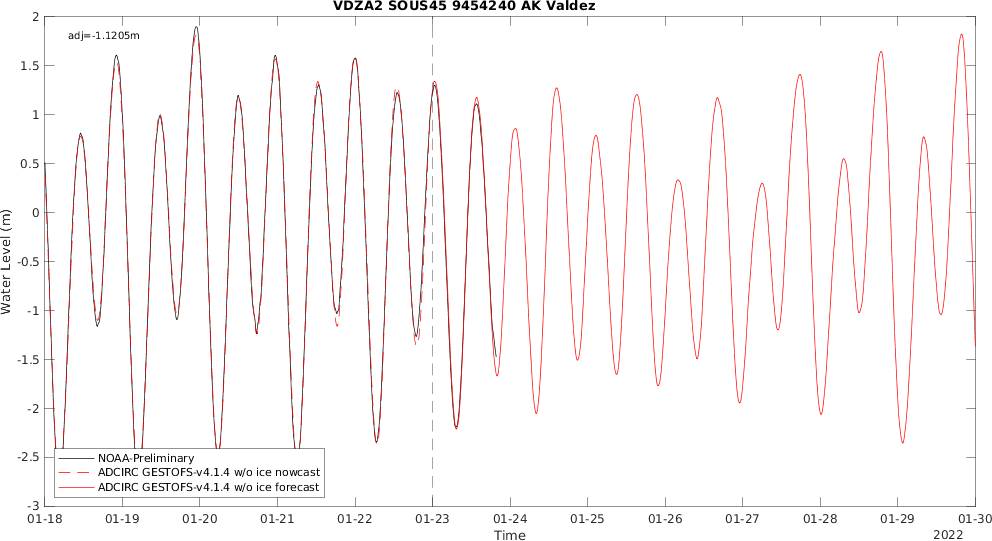 VDZA2 SOUS45 9454240 AK Valdez
adj=-1.1205m
2
1.5
1
0.5
0
-0.5
-1
-1.5
-2
-2.5
-3
Water Level (m)
NOAA-Preliminary
ADCIRC GESTOFS-v4.1.4 w/o ice nowcast
ADCIRC GESTOFS-v4.1.4 w/o ice forecast
01-18 01-19 01-20 01-21 01-22 01-23 01-24 01-25 01-26 01-27 01-28 01-29 01-30
Time
2022